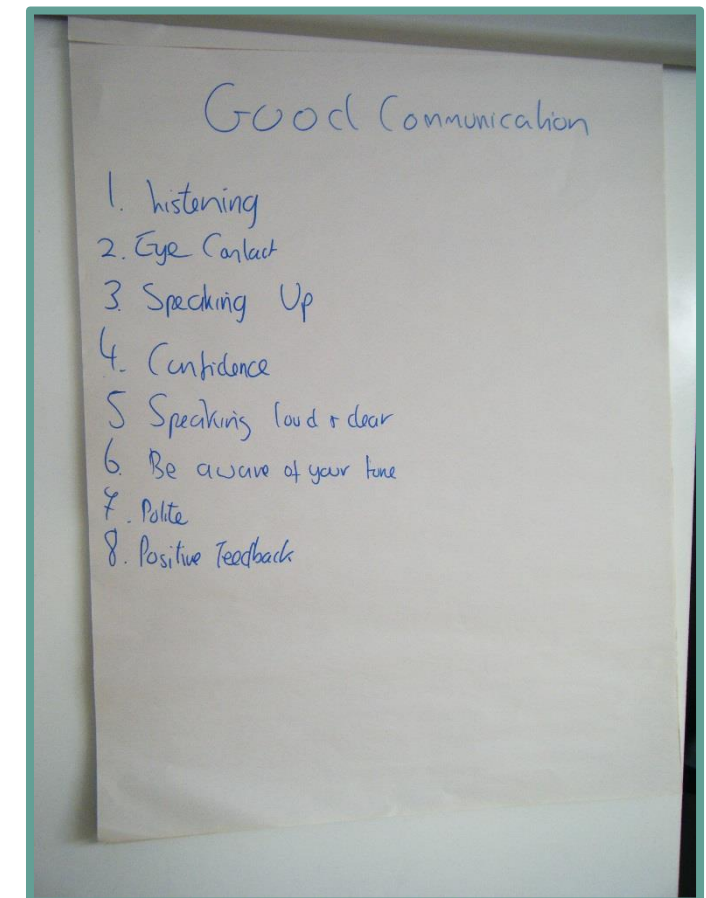 Good Communication
1. Listening
2. Eye Contact
3. Speaking Up
4. Confidence
5 Speaking loud + clear
6. Be aware of your tone
7. Polite
8. Positive Feedback